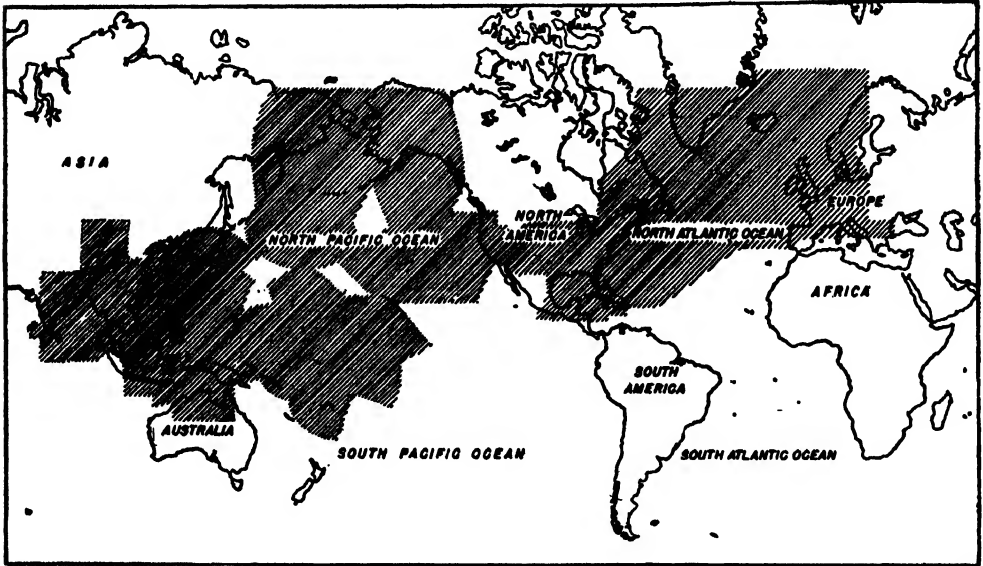 ASIA
NORTH
AMERICA
EUROPE
NORTH PACIFIC OCEAN
NORTH ATLANTIC OCEAN
AFRICA
SOUTH
AMERICA
AUSTRALIA
SOUTH PACIFIC OCEAN
SOUTH ATLANTIC OCEAN